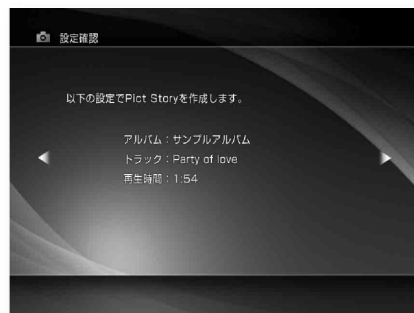 設定確認
以下の設定でPict Storyを作成します。
アルバム：サンプルアルバム
トラック：Party of love
再生時間：1:54